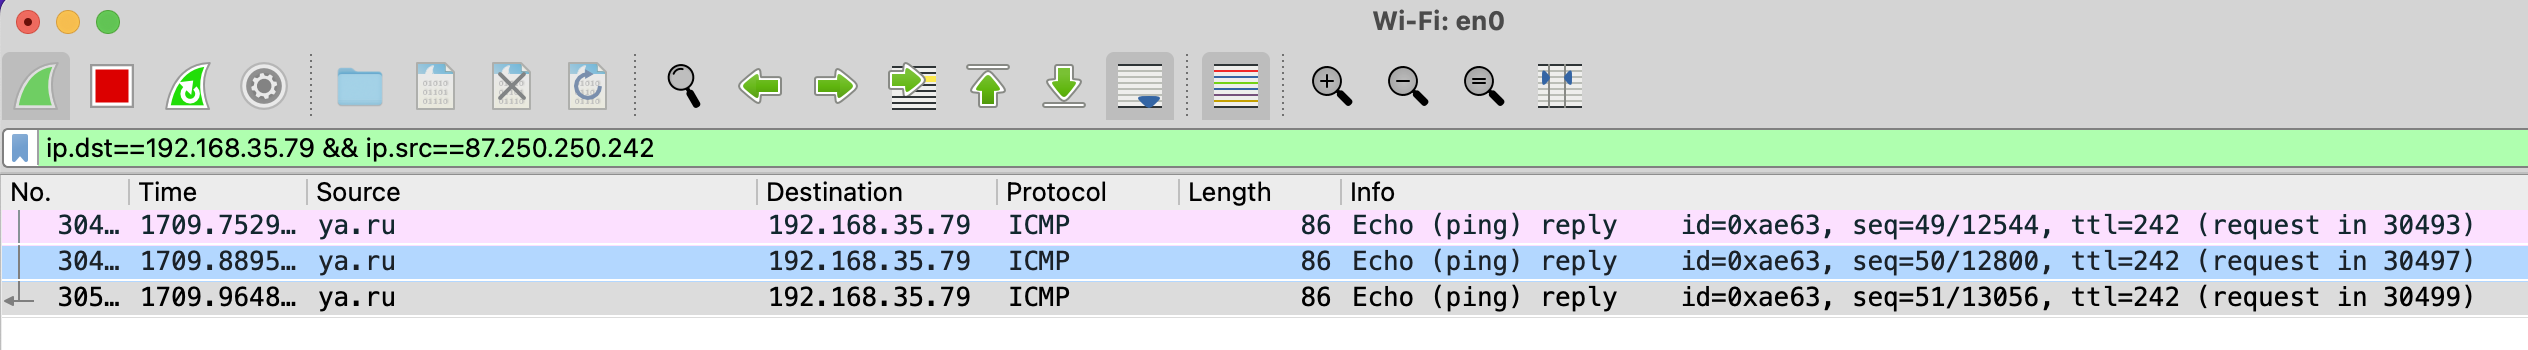 Wi-Fi: en0
ip.dst==192.168.35.79 && ip.src==87.250.250.242
No. Time Source Destination Protocol Length Info
304… 1709.7529… ya.ru 192.168.35.79 ICMP 86 Echo (ping) reply id=0xae63, seq=49/12544, ttl=242 (request in 30493)
304… 1709.8895… ya.ru 192.168.35.79 ICMP 86 Echo (ping) reply id=0xae63, seq=50/12800, ttl=242 (request in 30497)
305… 1709.9648… ya.ru 192.168.35.79 ICMP 86 Echo (ping) reply id=0xae63, seq=51/13056, ttl=242 (request in 30499)